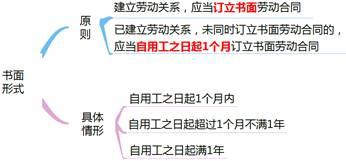 建立劳动关系，应当订立书面劳动合同
原则
已建立劳动关系，未同时订立书面劳动合同的，
应当自用工之日起1个月订立书面劳动合同
书面
形式
自用工之日起1个月内
具体
情形
自用工之日起超过1个月不满1年
自用工之日起满1年